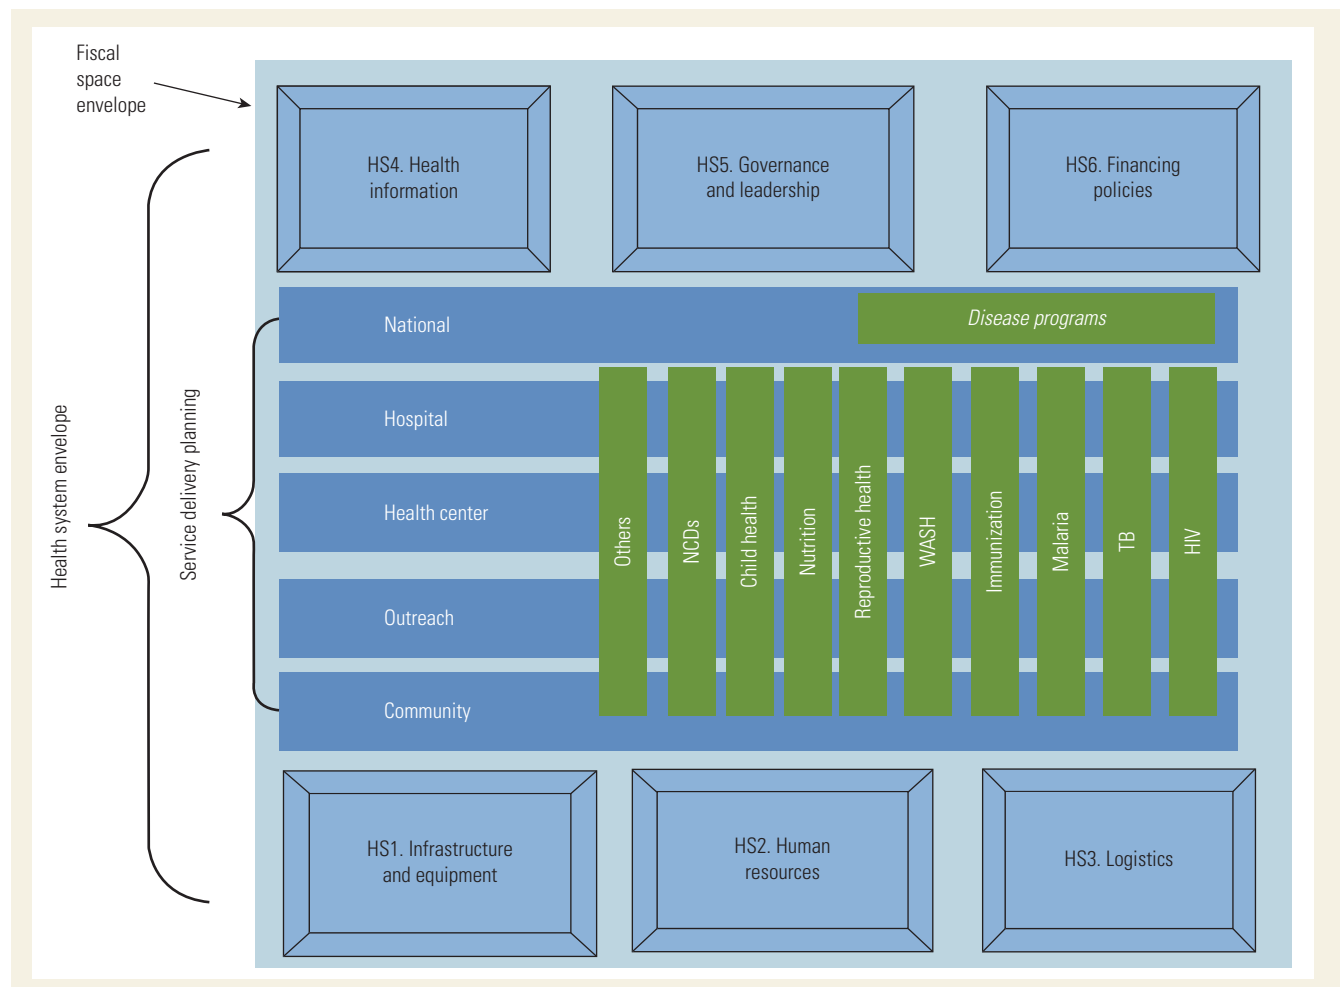 Fiscal
space
envelope
HS4. Health
information
HS5. Governance
and leadership
HS6. Financing
policies
Health system envelope
Service delivery planning
National
Disease programs
Hospital
Health center
Outreach
Community
Others
NCDs
Child health
Nutrition
Reproductive health
WASH
Immunization
Malaria
TB
HIV
HS1. Infrastructure
and equipment
HS2. Human
resources
HS3. Logistics